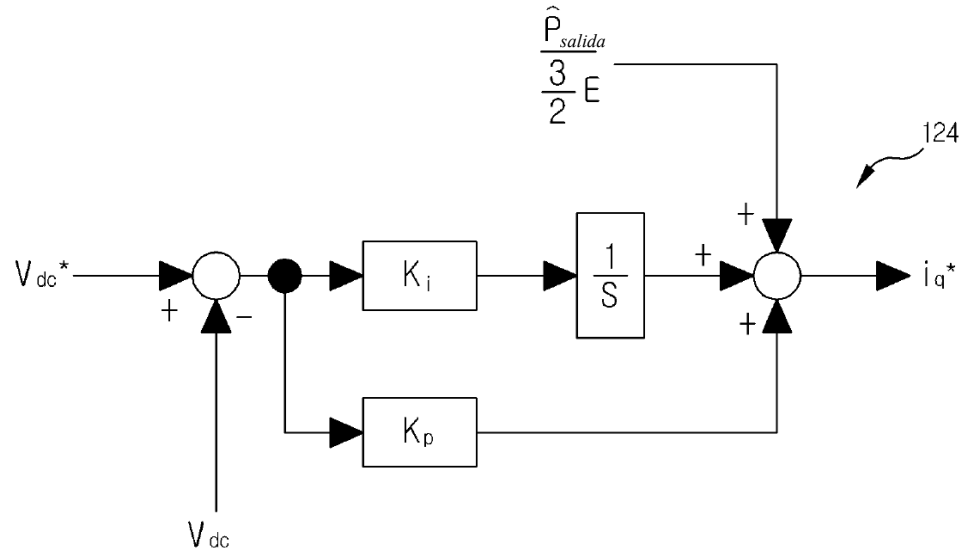 P̂salida
3
2 E
124
+
Vdc* + Ki 1 + iq*
S
- +
Kp
Vdc